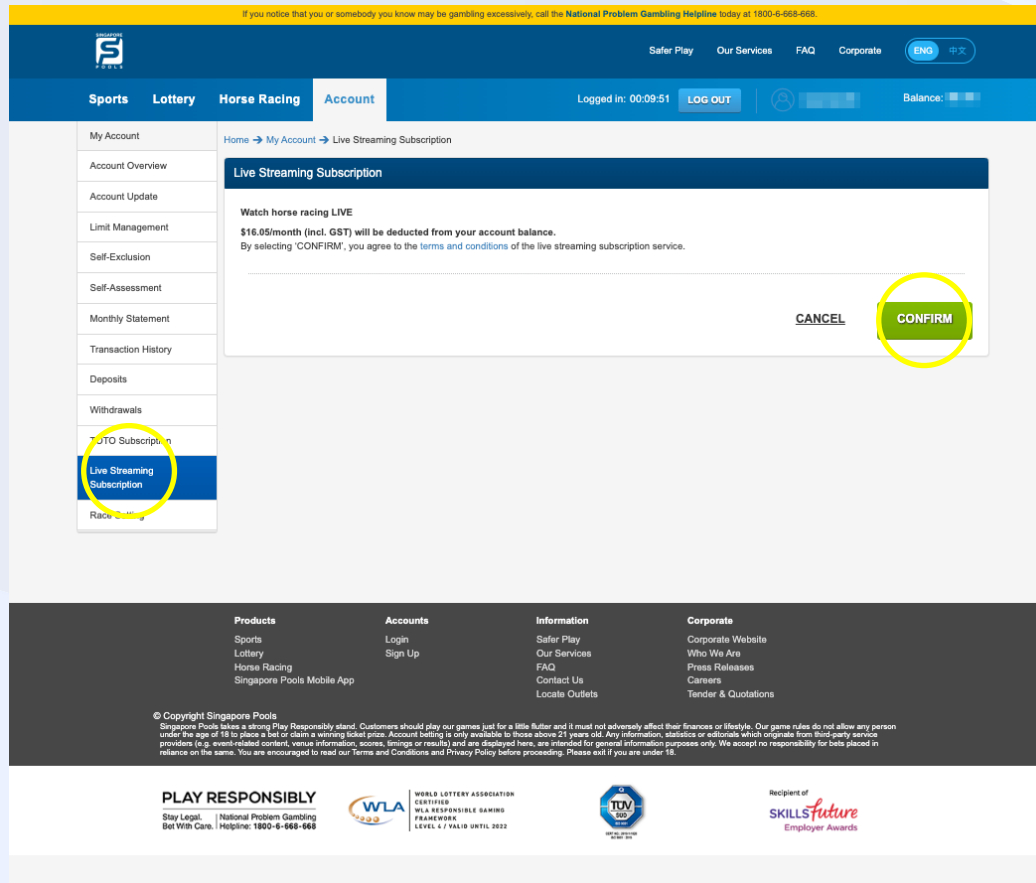 If you notice that you or somebody you know may be gambling excessively, call the National Problem Gambling Helpline today at 1800-6-668-668.
SINGAPORE
POOLS
Safer Play Our Services FAQ Corporate ENG 中文
Sports Lottery Horse Racing Account Logged in: 00:09:51 LOG OUT Balance:
My Account
Account Overview
Account Update
Limit Management
Self-Exclusion
Self-Assessment
Monthly Statement
Transaction History
Deposits
Withdrawals
TOTO Subscription
Live Streaming
Subscription
Race Betting
Home → My Account → Live Streaming Subscription
Live Streaming Subscription
Watch horse racing LIVE
$16.05/month (incl. GST) will be deducted from your account balance.
By selecting 'CONFIRM', you agree to the terms and conditions of the live streaming subscription service.
CANCEL CONFIRM
Products
Sports
Lottery
Horse Racing
Singapore Pools Mobile App
Accounts
Login
Sign Up
Information
Safer Play
Our Services
FAQ
Contact Us
Locate Outlets
Corporate
Corporate Website
Who We Are
Press Releases
Careers
Tender & Quotations
© Copyright Singapore Pools
Singapore Pools takes a strong Play Responsibly stand. Customers should play our games just for a little flutter and it must not adversely affect their finances or lifestyle. Our game rules do not allow any person
under the age of 18 to place a bet or claim a winning ticket prize. Account betting is only available to those above 21 years old. Any information, statistics or editorials which originate from third-party service
providers (e.g. event-related content, venue information, scores, timings or results) and are displayed here, are intended for general information purposes only. We accept no responsibility for bets placed in
reliance on the same. You are encouraged to read our Terms and Conditions and Privacy Policy before proceeding. Please exit if you are under 18.
PLAY RESPONSIBLY
Stay Legal. National Problem Gambling
Bet With Care. Helpline: 1800-6-668-668
WLA
WORLD LOTTERY ASSOCIATION
CERTIFIED
WLA RESPONSIBLE GAMING
FRAMEWORK
LEVEL 4 / VALID UNTIL 2022
TÜV
SÜD
Recipient of
SKILLS future
Employer Awards